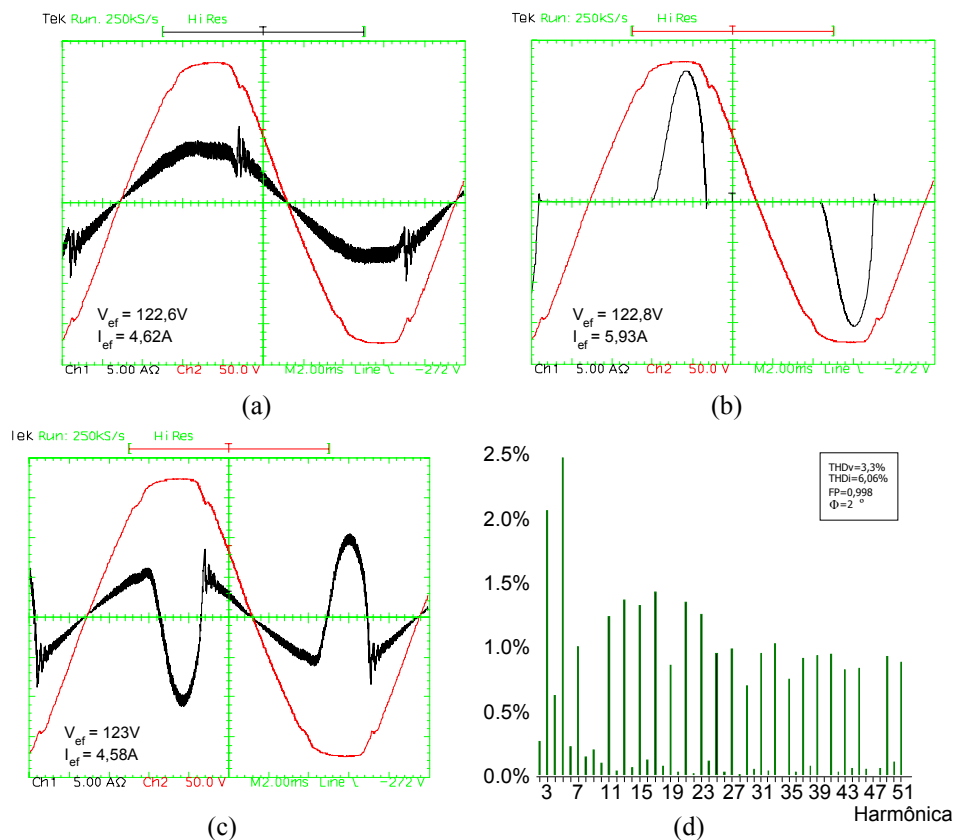 Tek Run: 250kS/s Hi Res
T
T
V_ef = 122,6V
I_ef = 4,62A
Ch1 5.00 AΩ Ch2 50.0 V M2.00ms Line -272 V
(a)
Tek Run: 250kS/s Hi Res
T
T
V_ef = 122,8V
I_ef = 5,93A
Ch1 5.00 AΩ Ch2 50.0 V M2.00ms Line -272 V
(b)
Tek Run: 250kS/s Hi Res
T
T
V_ef = 123V
I_ef = 4,58A
Ch1 5.00 AΩ Ch2 50.0 V M2.00ms Line -272 V
(c)
2.5%
2.0%
1.5%
1.0%
0.5%
0.0%
THDv=3,3%
THDi=6,06%
FP=0,998
Φ=2 º
3 7 11 15 19 23 27 31 35 39 43 47 51
Harmônica
(d)